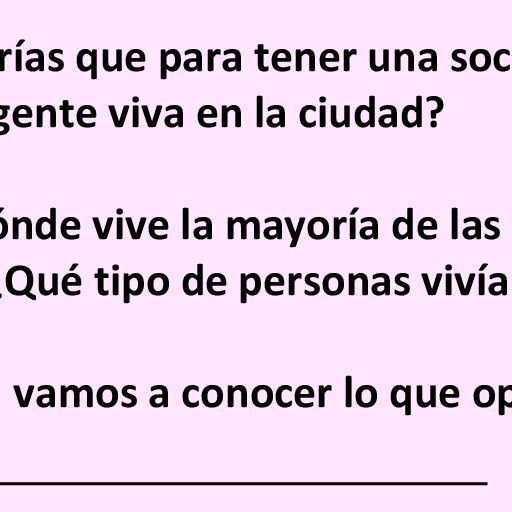 rías que para tener una soc
gente viva en la ciudad?
ónde vive la mayoría de las
¿Qué tipo de personas vivía
vamos a conocer lo que op